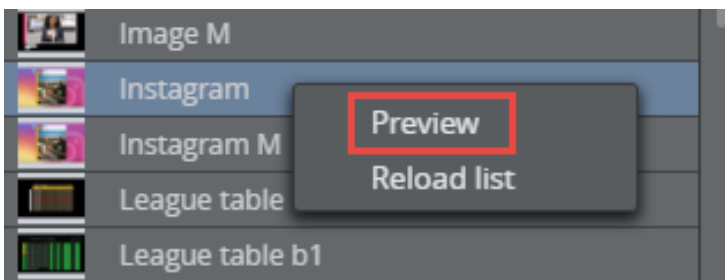 Image M
Instagram
Preview
Instagram M
Reload list
League table
League table b1